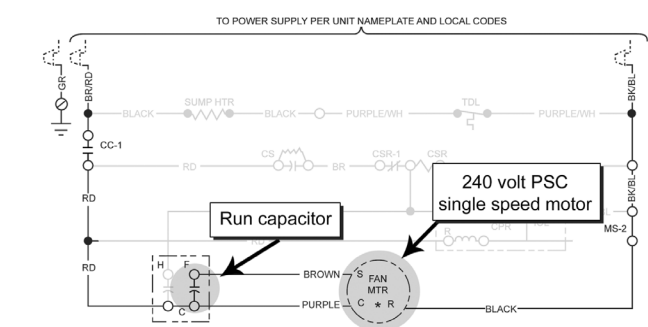 TO POWER SUPPLY PER UNIT NAMEPLATE AND LOCAL CODES
GR
BR/RD
BK/BL
SUMP HTR
TDL
BLACK
BLACK
PURPLE/WH
PURPLE/WH
CC-1
CS
CSR-1
CSR
RD
BR
240 volt PSC
single speed motor
BK/BL
RD
Run capacitor
MS-2
R
CPR
RD
H
F
BROWN
S
FAN
MTR
C
*
R
PURPLE
BLACK
C